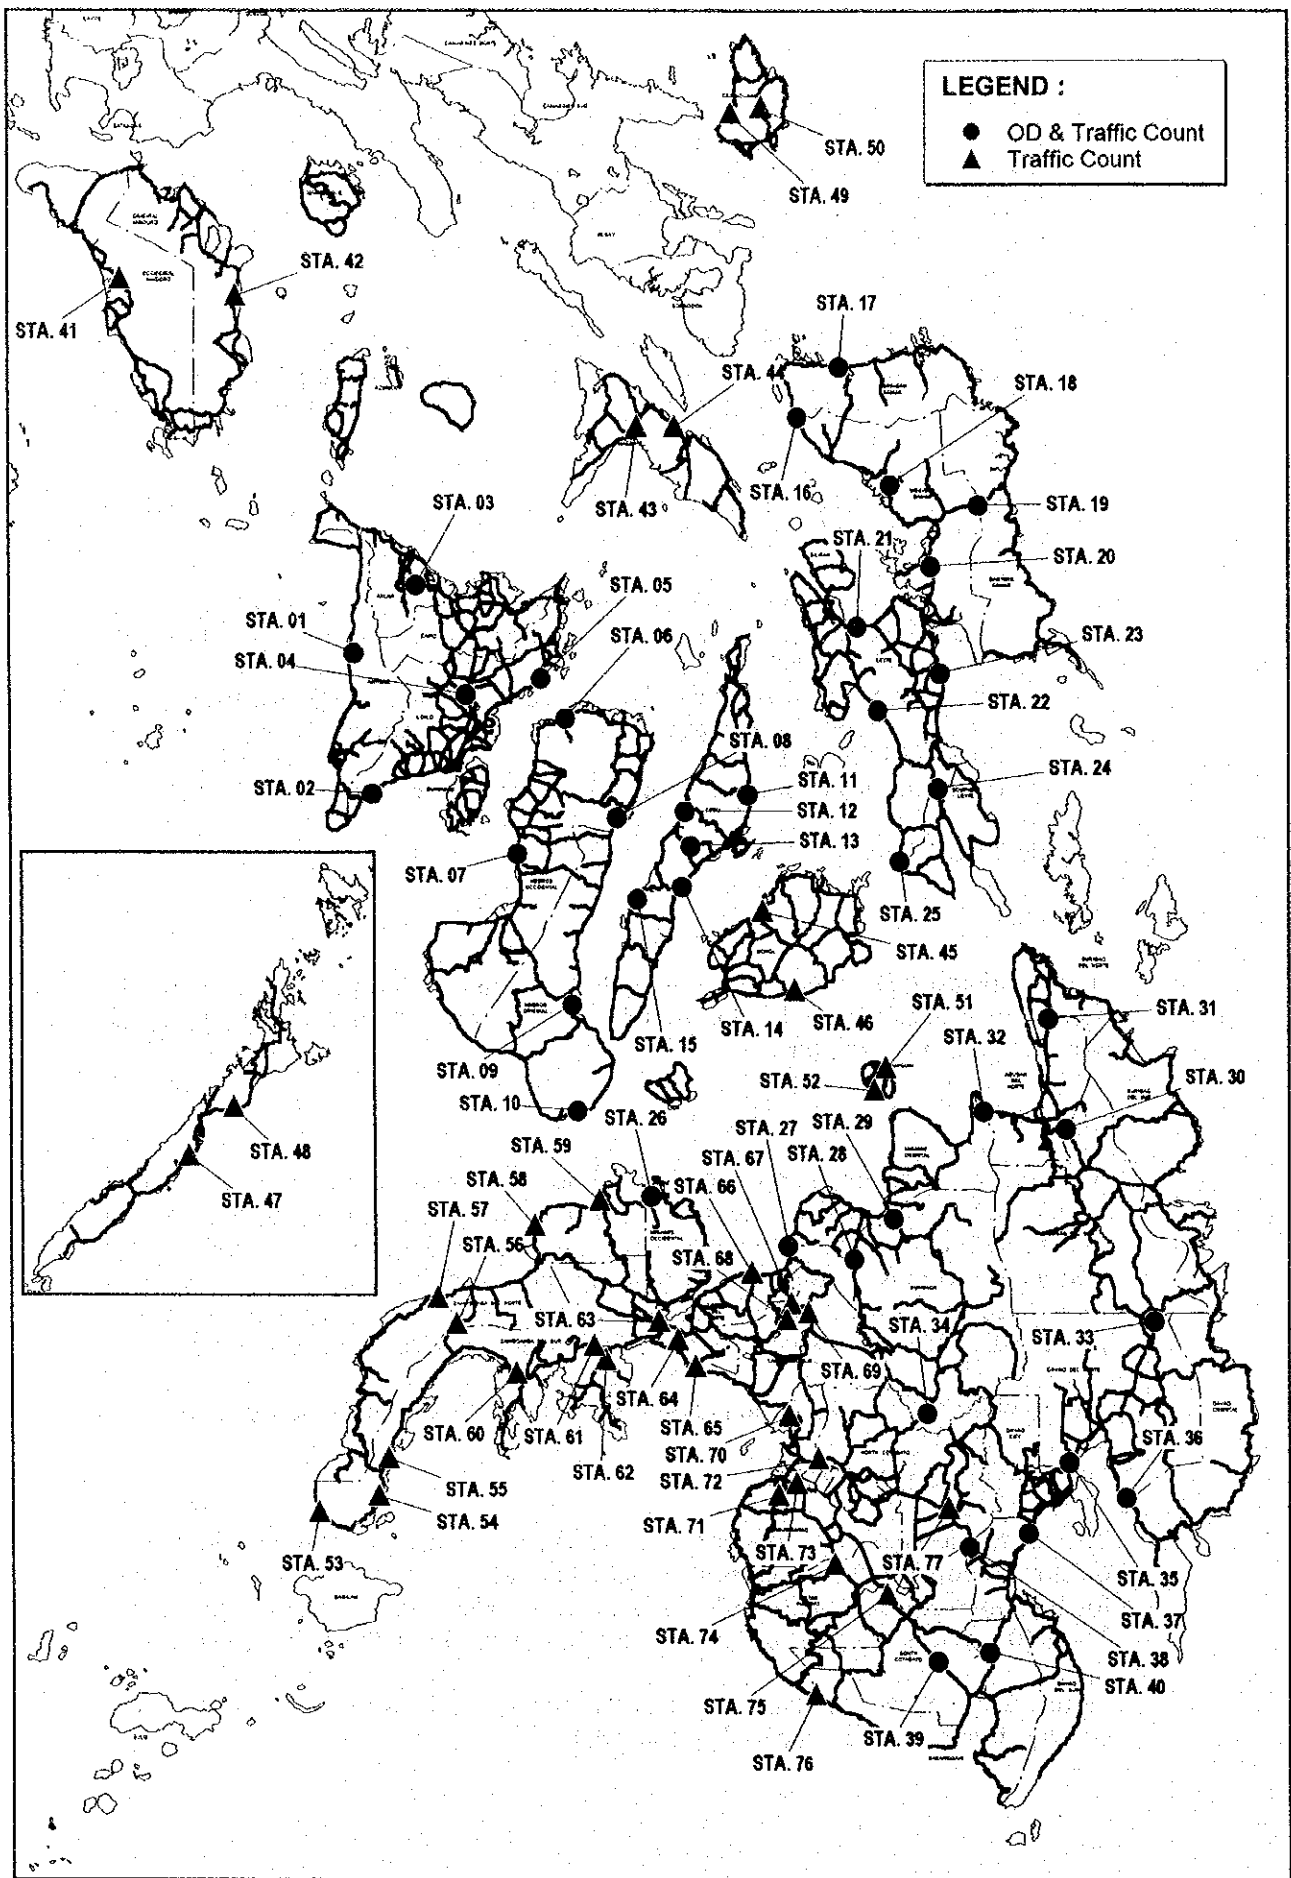 LEGEND :
OD & Traffic Count
Traffic Count
STA. 50
STA. 49
STA. 42
STA. 41
STA. 17
STA. 44
STA. 18
STA. 16
STA. 43
STA. 03
STA. 19
STA. 21
STA. 20
STA. 05
STA. 01
STA. 06
STA. 23
STA. 04
STA. 22
STA. 08
STA. 24
STA. 11
STA. 02
STA. 12
STA. 13
STA. 07
STA. 25
STA. 45
STA. 51
STA. 31
STA. 14
STA. 46
STA. 32
STA. 15
STA. 09
STA. 52
STA. 30
STA. 10
STA. 26
STA. 27
STA. 29
STA. 48
STA. 59
STA. 67
STA. 28
STA. 47
STA. 58
STA. 66
STA. 57
STA. 56
STA. 68
STA. 63
STA. 34
STA. 33
STA. 69
STA. 64
STA. 65
STA. 60
STA. 61
STA. 36
STA. 70
STA. 62
STA. 72
STA. 55
STA. 54
STA. 71
STA. 53
STA. 73
STA. 77
STA. 35
STA. 37
STA. 74
STA. 38
STA. 40
STA. 75
STA. 39
STA. 76